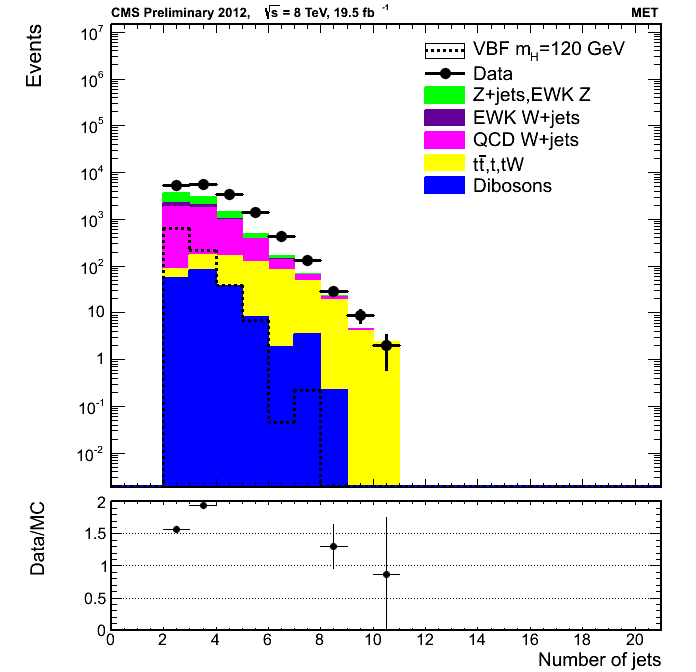 CMS Preliminary 2012, √s = 8 TeV, 19.5 fb⁻¹ MET
Events
10⁷
10⁶
10⁵
10⁴
10³
10²
10
1
10⁻¹
10⁻²
VBF m_H=120 GeV
Data
Z+jets,EWK Z
EWK W+jets
QCD W+jets
tt̄,t,tW
Dibosons
Data/MC
2
1.5
1
0.5
0
0 2 4 6 8 10 12 14 16 18 20
Number of jets